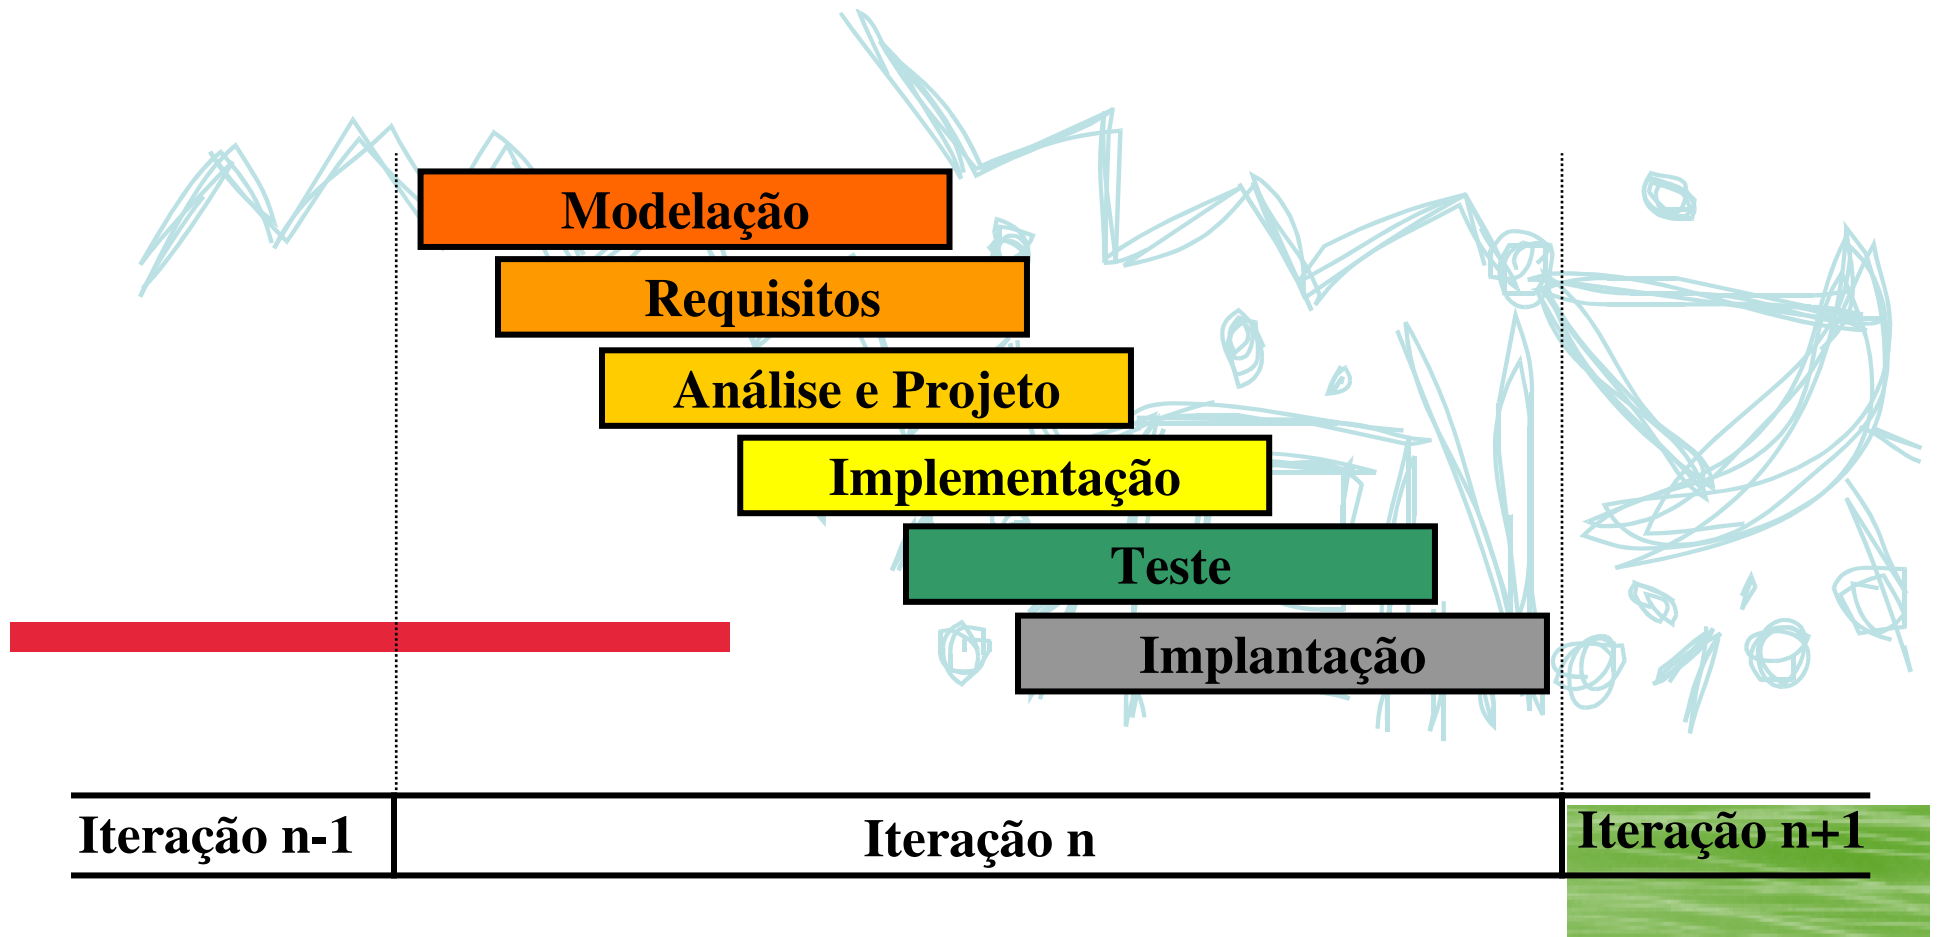 Modelação
Requisitos
Análise e Projeto
Implementação
Teste
Implantação
Iteração n-1
Iteração n
Iteração n+1